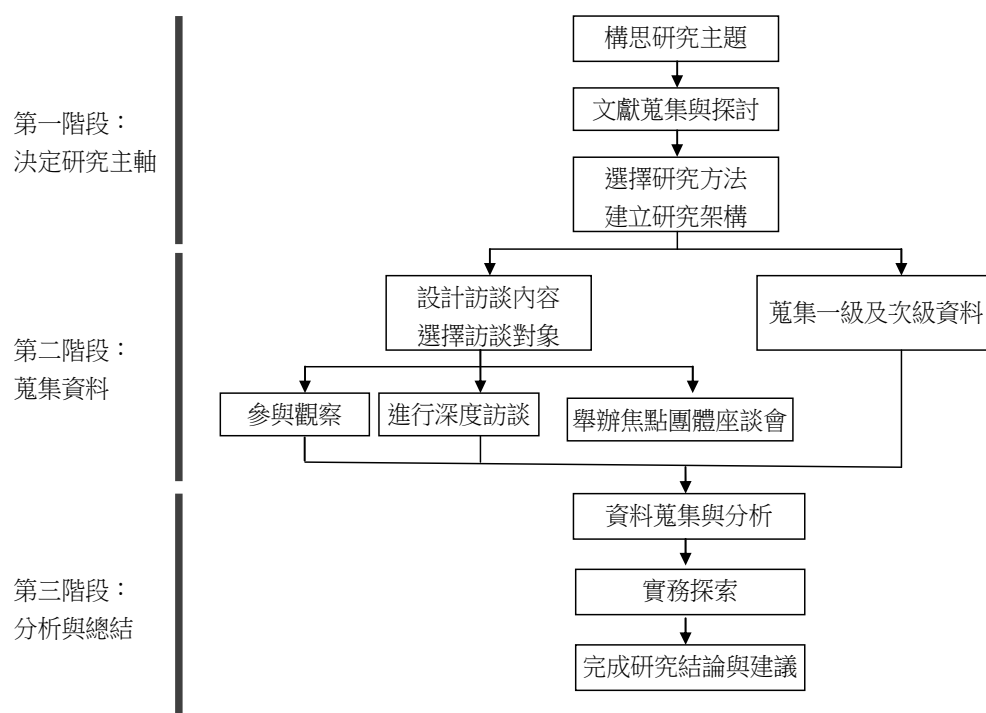 構思研究主題
文獻蒐集與探討
第一階段：
決定研究主軸
選擇研究方法
建立研究架構
設計訪談內容
選擇訪談對象
蒐集一級及次級資料
第二階段：
蒐集資料
參與觀察
進行深度訪談
舉辦焦點團體座談會
資料蒐集與分析
第三階段：
分析與總結
實務探索
完成研究結論與建議